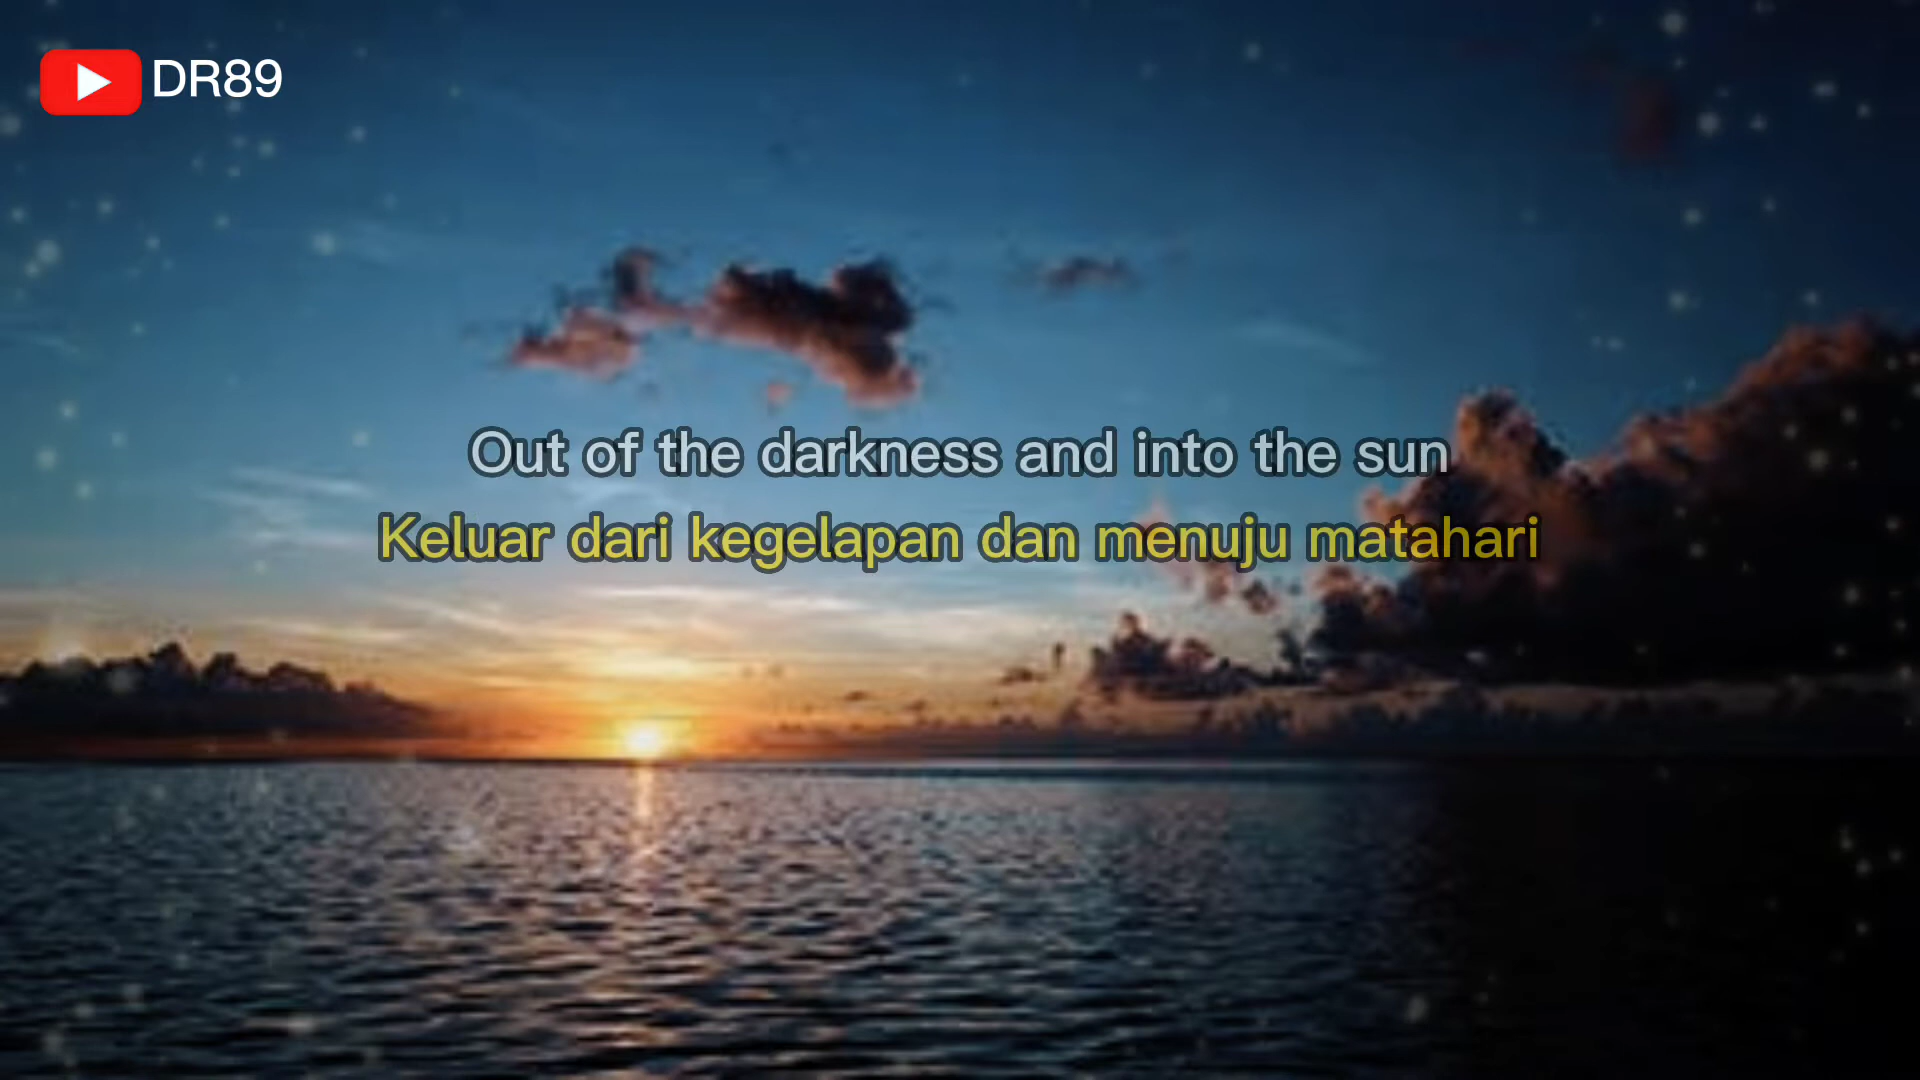 DR89
Out of the darkness and into the sun
Keluar dari kegelapan dan menuju matahari